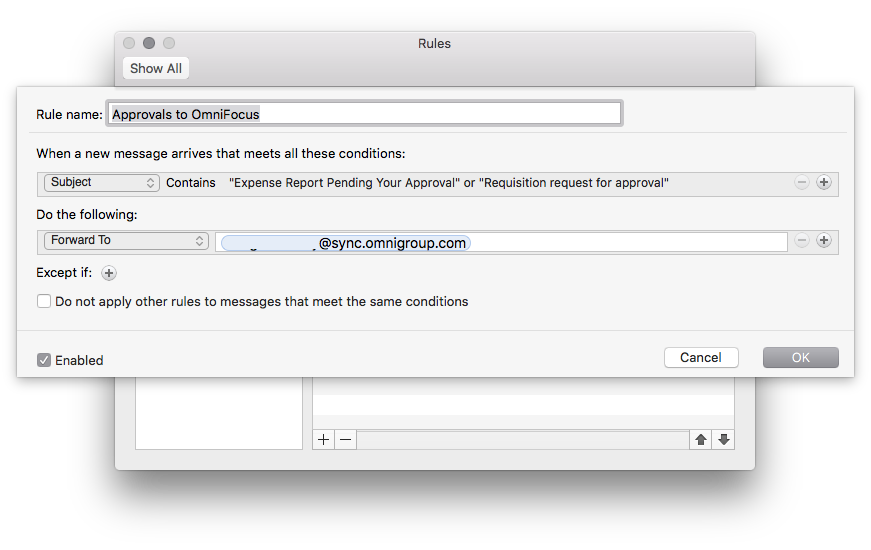 Rules
Show All
Rule name: Approvals to OmniFocus
When a new message arrives that meets all these conditions:
Subject Contains "Expense Report Pending Your Approval" or "Requisition request for approval"
Do the following:
Forward To @sync.omnigroup.com
Except if:
Do not apply other rules to messages that meet the same conditions
Enabled Cancel OK